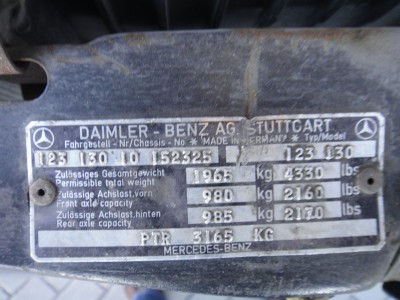 DAIMLER - BENZ AG STUTTGART
Fahrgestell - Nr/Chassis - No * MADE IN GERMANY * Typ/Model
123 130 10 152325 123 130
Zulässiges Gesamtgewicht
Permissible total weight 1965 kg 4330 lbs
Zulässige Achslast.vorn
Front axle capacity 980 kg 2160 lbs
Zulässige Achslast.hinten
Rear axle capacity 985 kg 2170 lbs
PTR 3165 KG
MERCEDES-BENZ